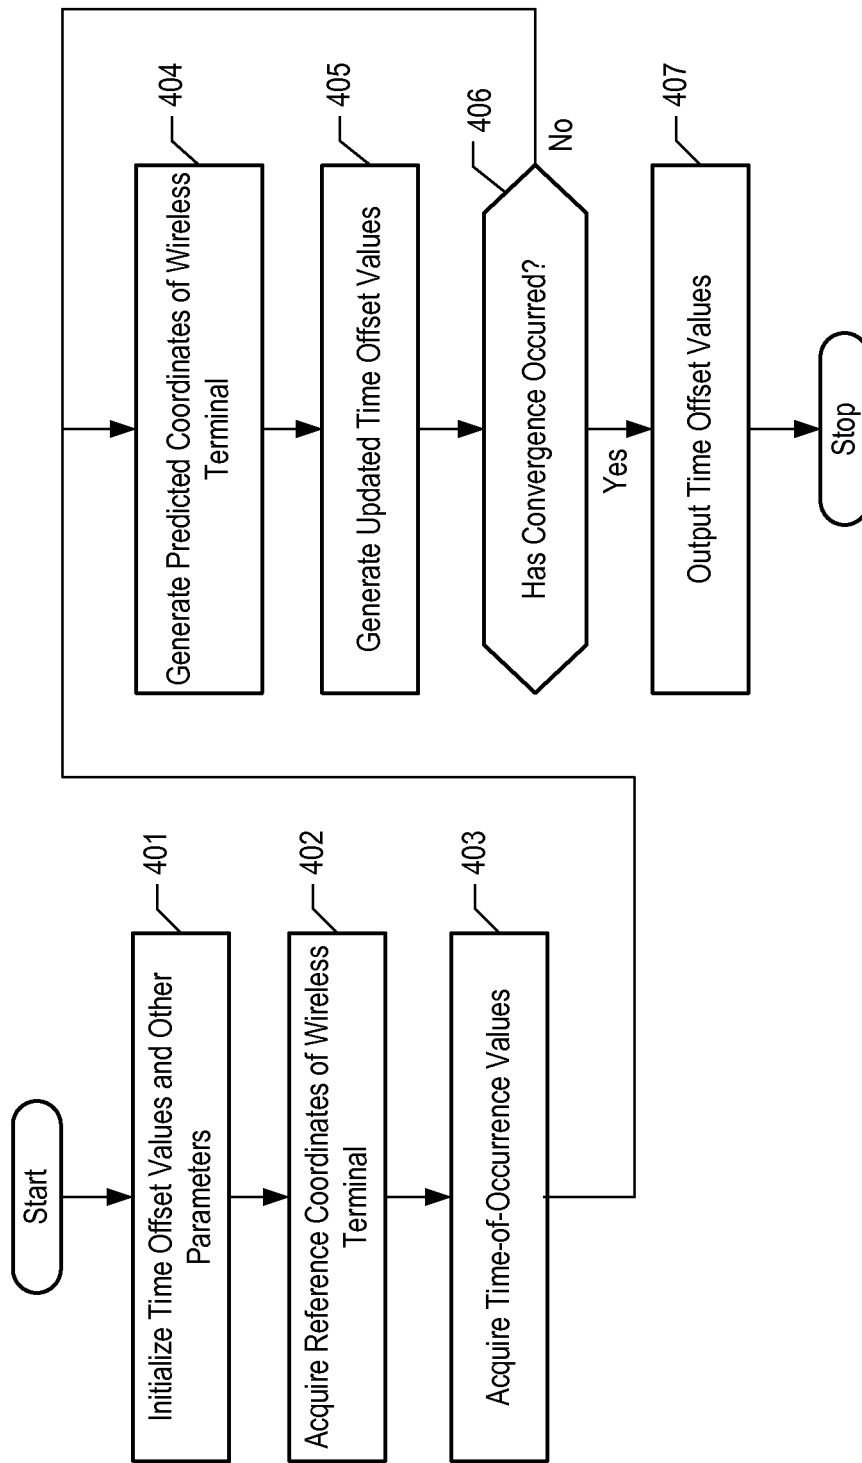 Start
Initialize Time Offset Values and Other
Parameters
401
Acquire Reference Coordinates of Wireless
Terminal
402
Acquire Time-of-Occurrence Values
403
Generate Predicted Coordinates of Wireless
Terminal
404
Generate Updated Time Offset Values
405
Has Convergence Occurred?
406
No
Yes
Output Time Offset Values
407
Stop